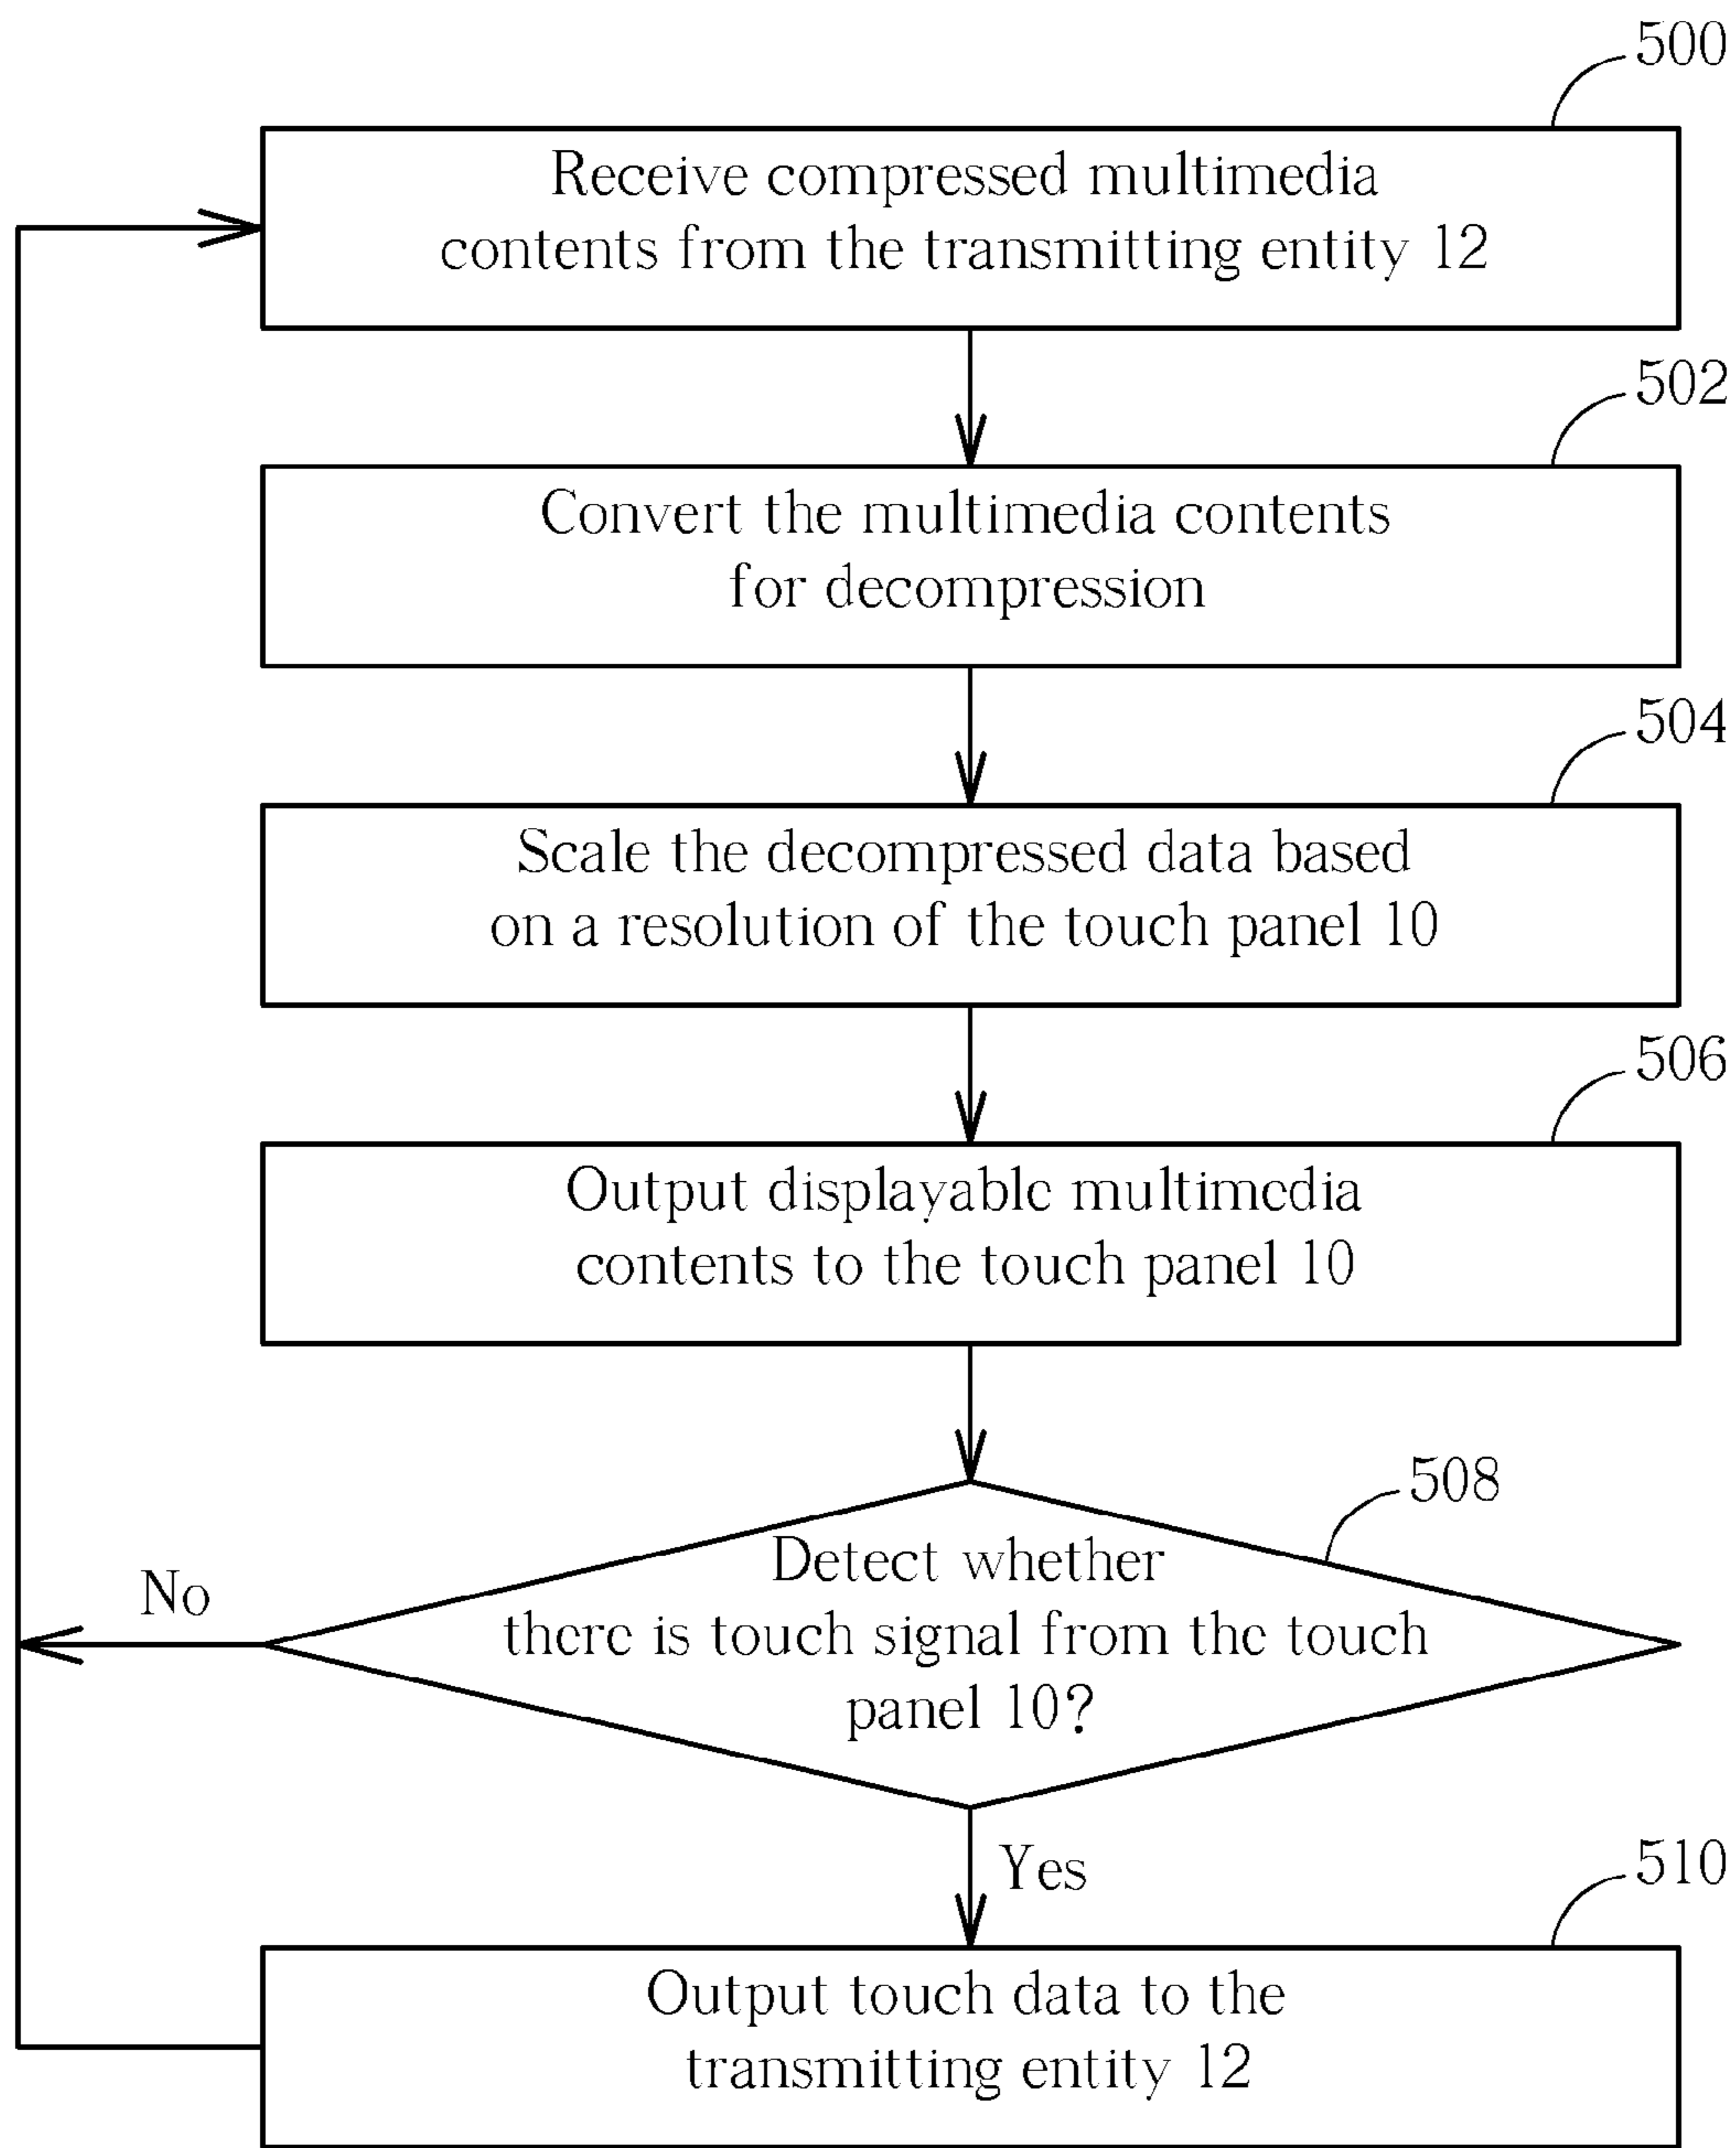 500
Receive compressed multimedia
contents from the transmitting entity 12
502
Convert the multimedia contents
for decompression
504
Scale the decompressed data based
on a resolution of the touch panel 10
506
Output displayable multimedia
contents to the touch panel 10
508
Detect whether
there is touch signal from the touch
panel 10?
No
Yes
510
Output touch data to the
transmitting entity 12